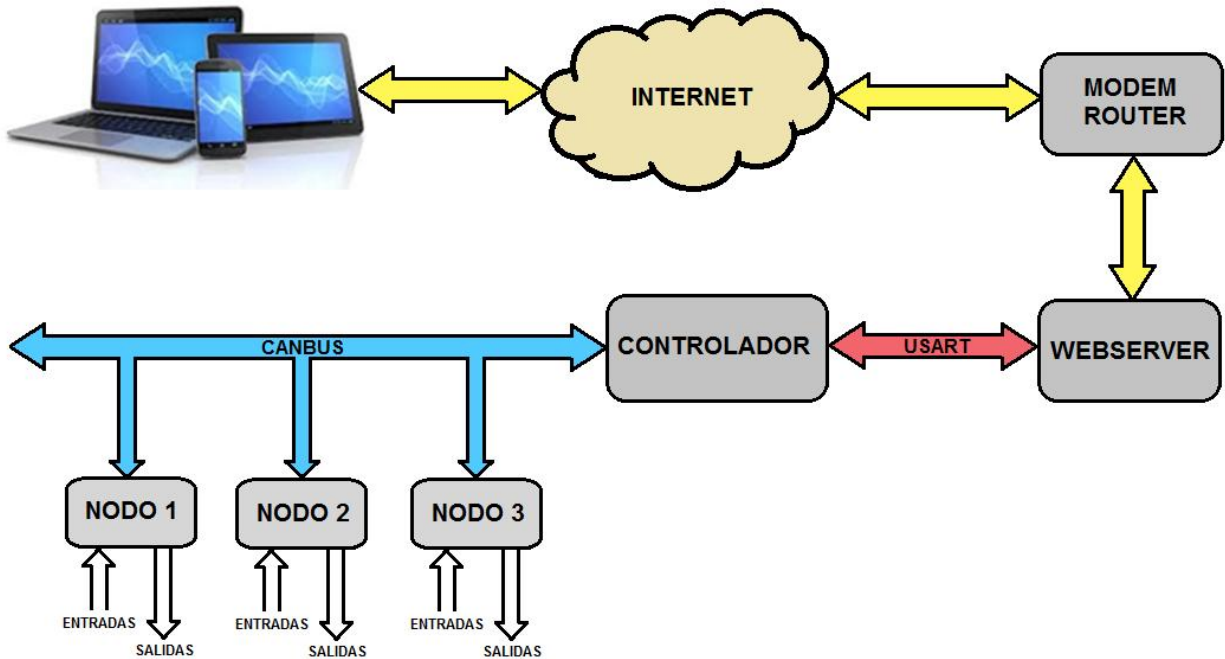 INTERNET
MODEM
ROUTER
CANBUS
CONTROLADOR
USART
WEBSERVER
NODO 1
NODO 2
NODO 3
ENTRADAS
SALIDAS
ENTRADAS
SALIDAS
ENTRADAS
SALIDAS